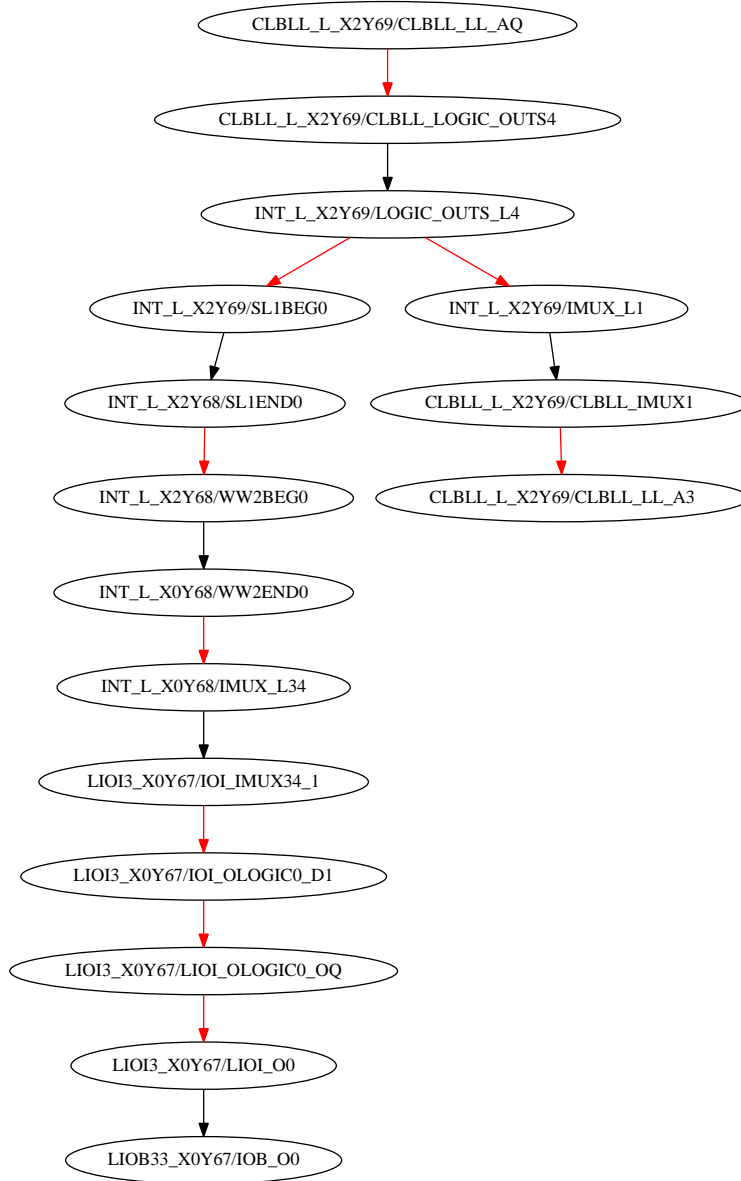 CLBLL_L_X2Y69/CLBLL_LL_AQ
CLBLL_L_X2Y69/CLBLL_LOGIC_OUTS4
INT_L_X2Y69/LOGIC_OUTS_L4
INT_L_X2Y69/SL1BEG0
INT_L_X2Y69/IMUX_L1
INT_L_X2Y68/SL1END0
CLBLL_L_X2Y69/CLBLL_IMUX1
INT_L_X2Y68/WW2BEG0
CLBLL_L_X2Y69/CLBLL_LL_A3
INT_L_X0Y68/WW2END0
INT_L_X0Y68/IMUX_L34
LIOI3_X0Y67/IOI_IMUX34_1
LIOI3_X0Y67/IOI_OLOGIC0_D1
LIOI3_X0Y67/LIOI_OLOGIC0_OQ
LIOI3_X0Y67/LIOI_O0
LIOB33_X0Y67/IOB_O0